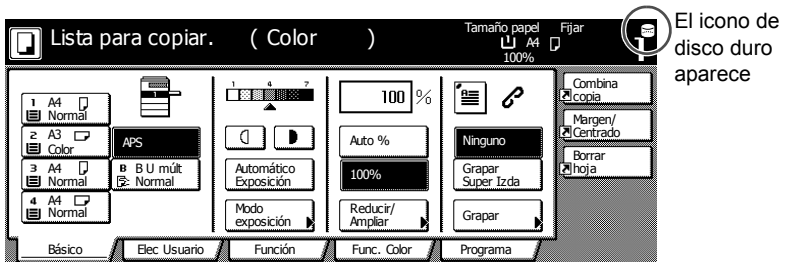 Lista para copiar. ( Color )
Tamaño papel Fijar
1 A4 1
100%
El icono de
disco duro
aparece
1 A4
Normal
2 A3
Color
3 A4
Normal
4 A4
Normal
1
APS
B B U múlt
Normal
1 4 7
Automático
Exposición
Modo
exposición
100 %
Auto %
100%
Reducir/
Ampliar
Ninguno
Grapar
Super Izda
Grapar
Combina
copia
Margen/
Centrado
Borrar
hoja
Básico
Elec Usuario
Función
Func. Color
Programa